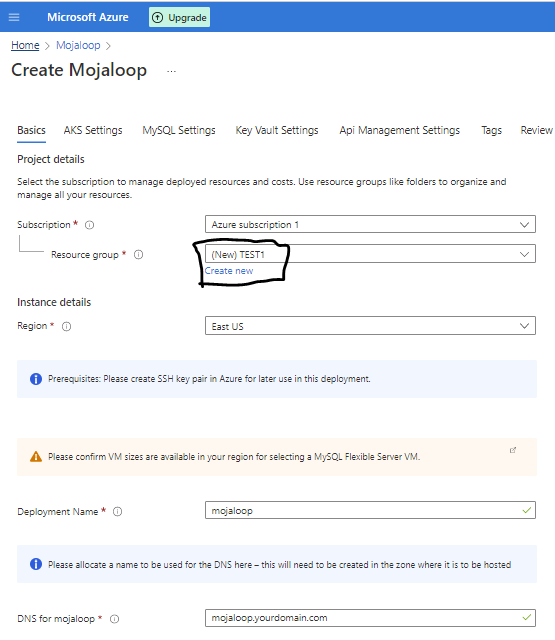 Microsoft Azure Upgrade
Home > Mojaloop >
Create Mojaloop ...
Basics AKS Settings MySQL Settings Key Vault Settings Api Management Settings Tags Review
Project details
Select the subscription to manage deployed resources and costs. Use resource groups like folders to organize and
manage all your resources.
Subscription * Azure subscription 1
Resource group * (New) TEST1
Create new
Instance details
Region * East US
Prerequisites: Please create SSH key pair in Azure for later use in this deployment.
Please confirm VM sizes are available in your region for selecting a MySQL Flexible Server VM.
Deployment Name * mojaloop
Please allocate a name to be used for the DNS here – this will need to be created in the zone where it is to be hosted
DNS for mojaloop * mojaloop.yourdomain.com